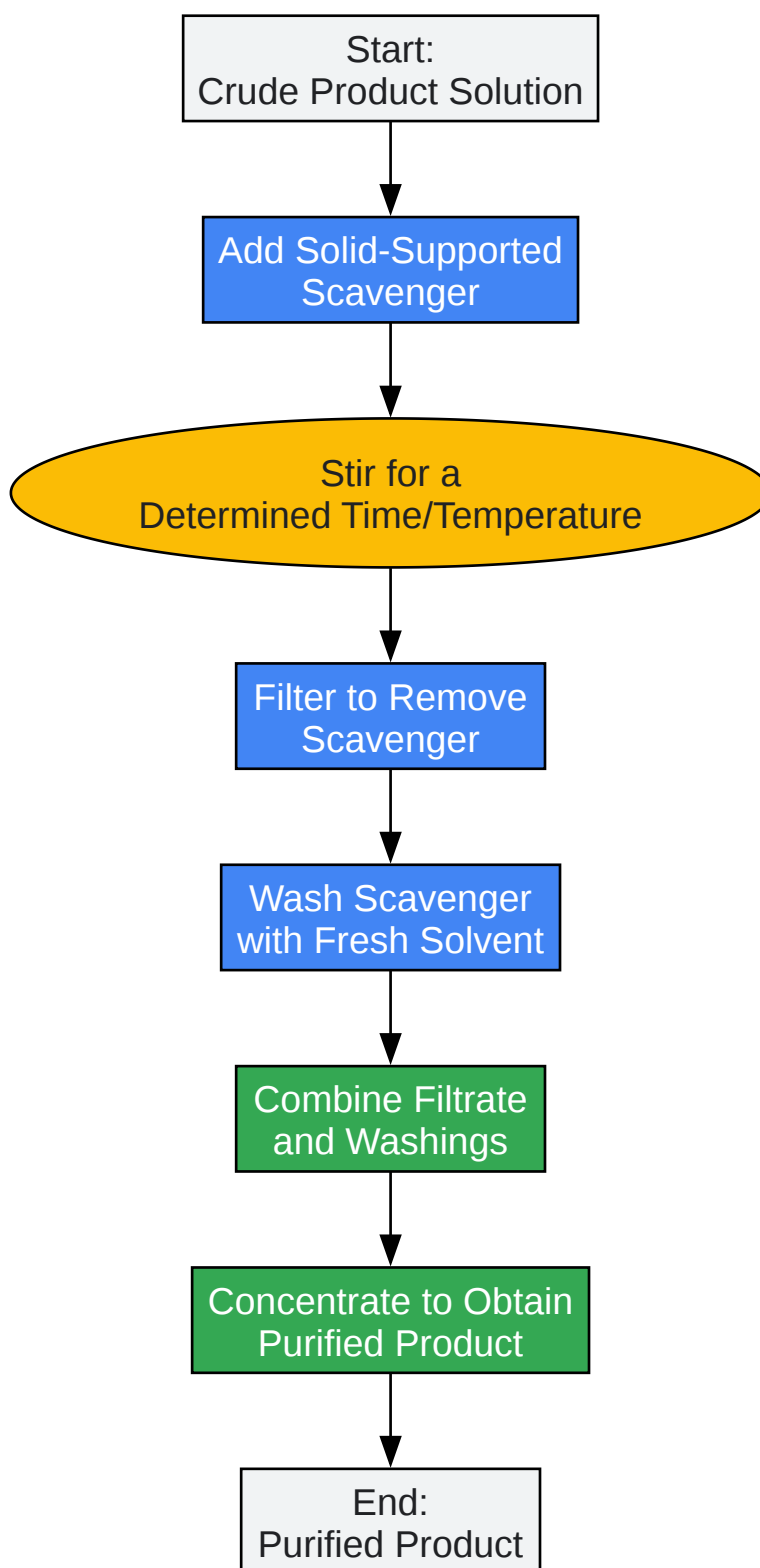 Start:
Crude Product Solution
Add Solid-Supported
Scavenger
Stir for a
Determined Time/Temperature
Filter to Remove
Scavenger
Wash Scavenger
with Fresh Solvent
Combine Filtrate
and Washings
Concentrate to Obtain
Purified Product
End:
Purified Product